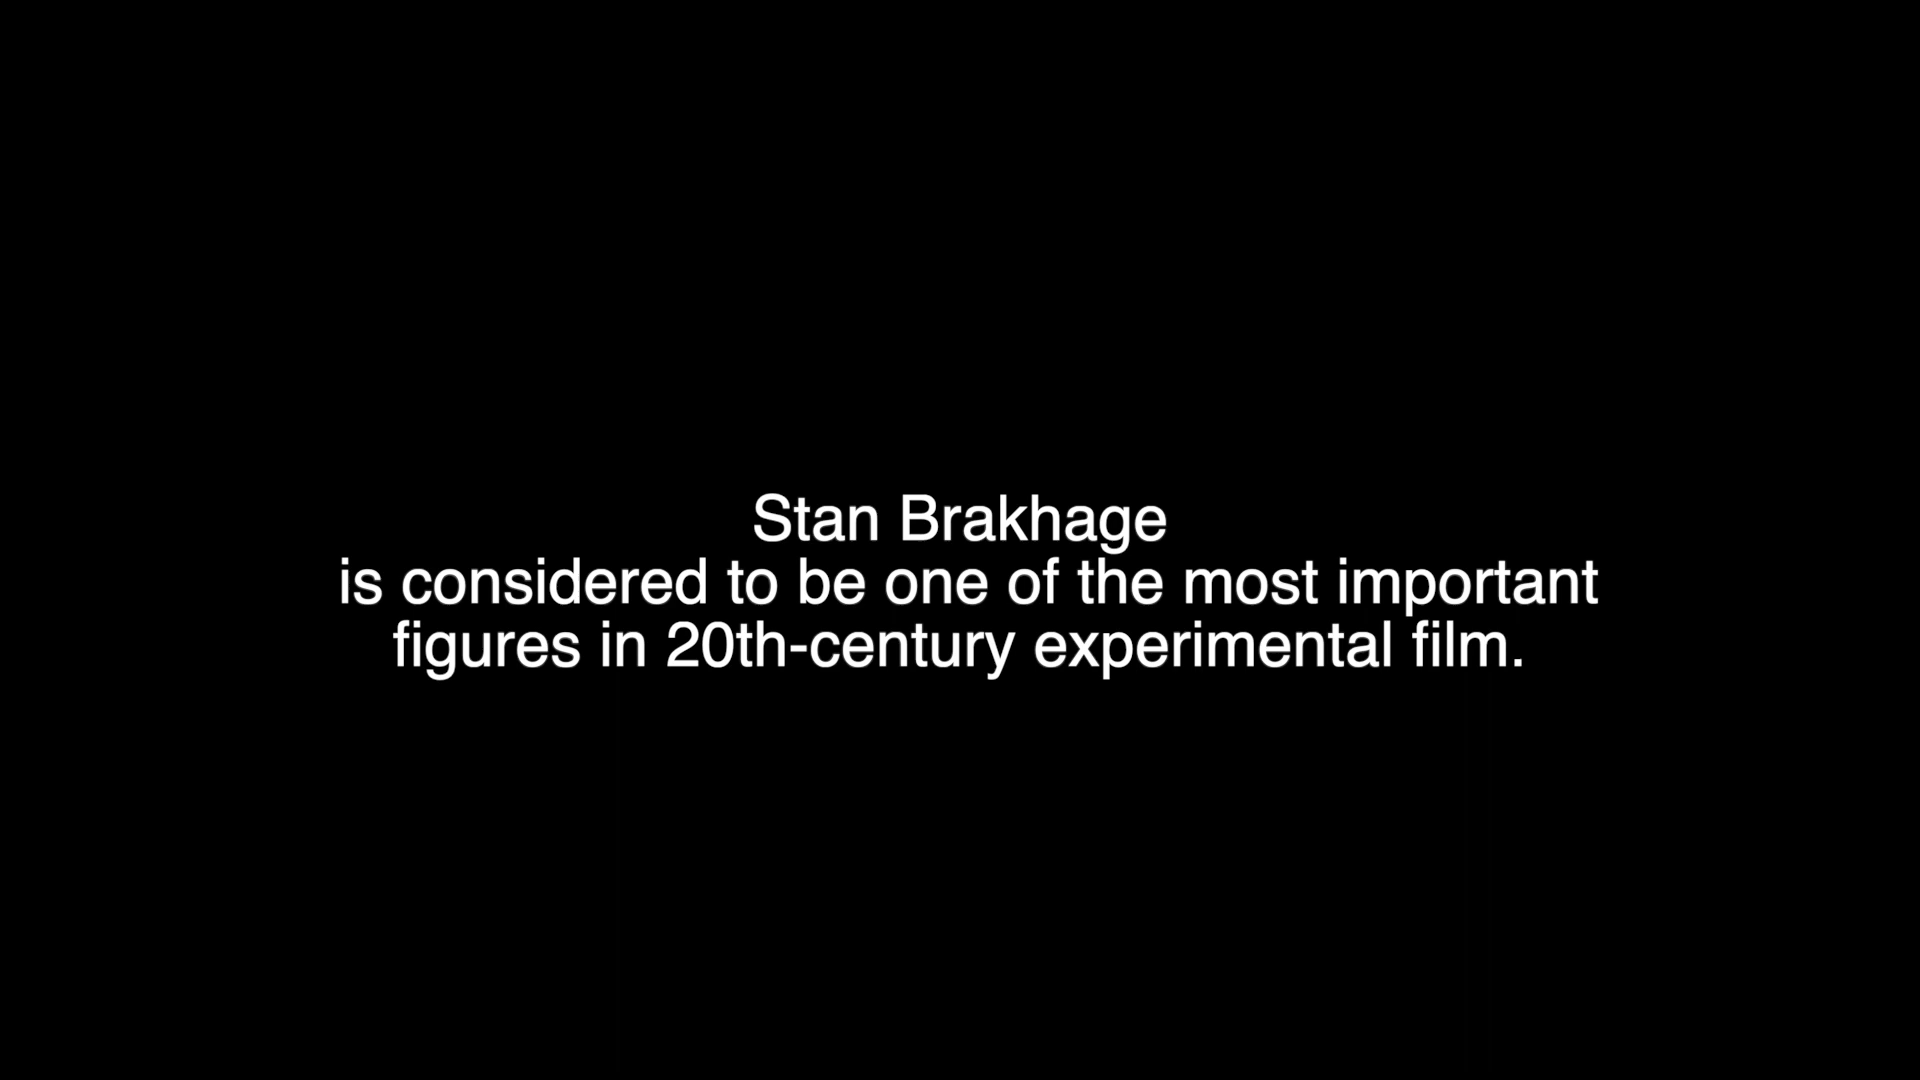 Stan Brakhage
is considered to be one of the most important
figures in 20th-century experimental film.